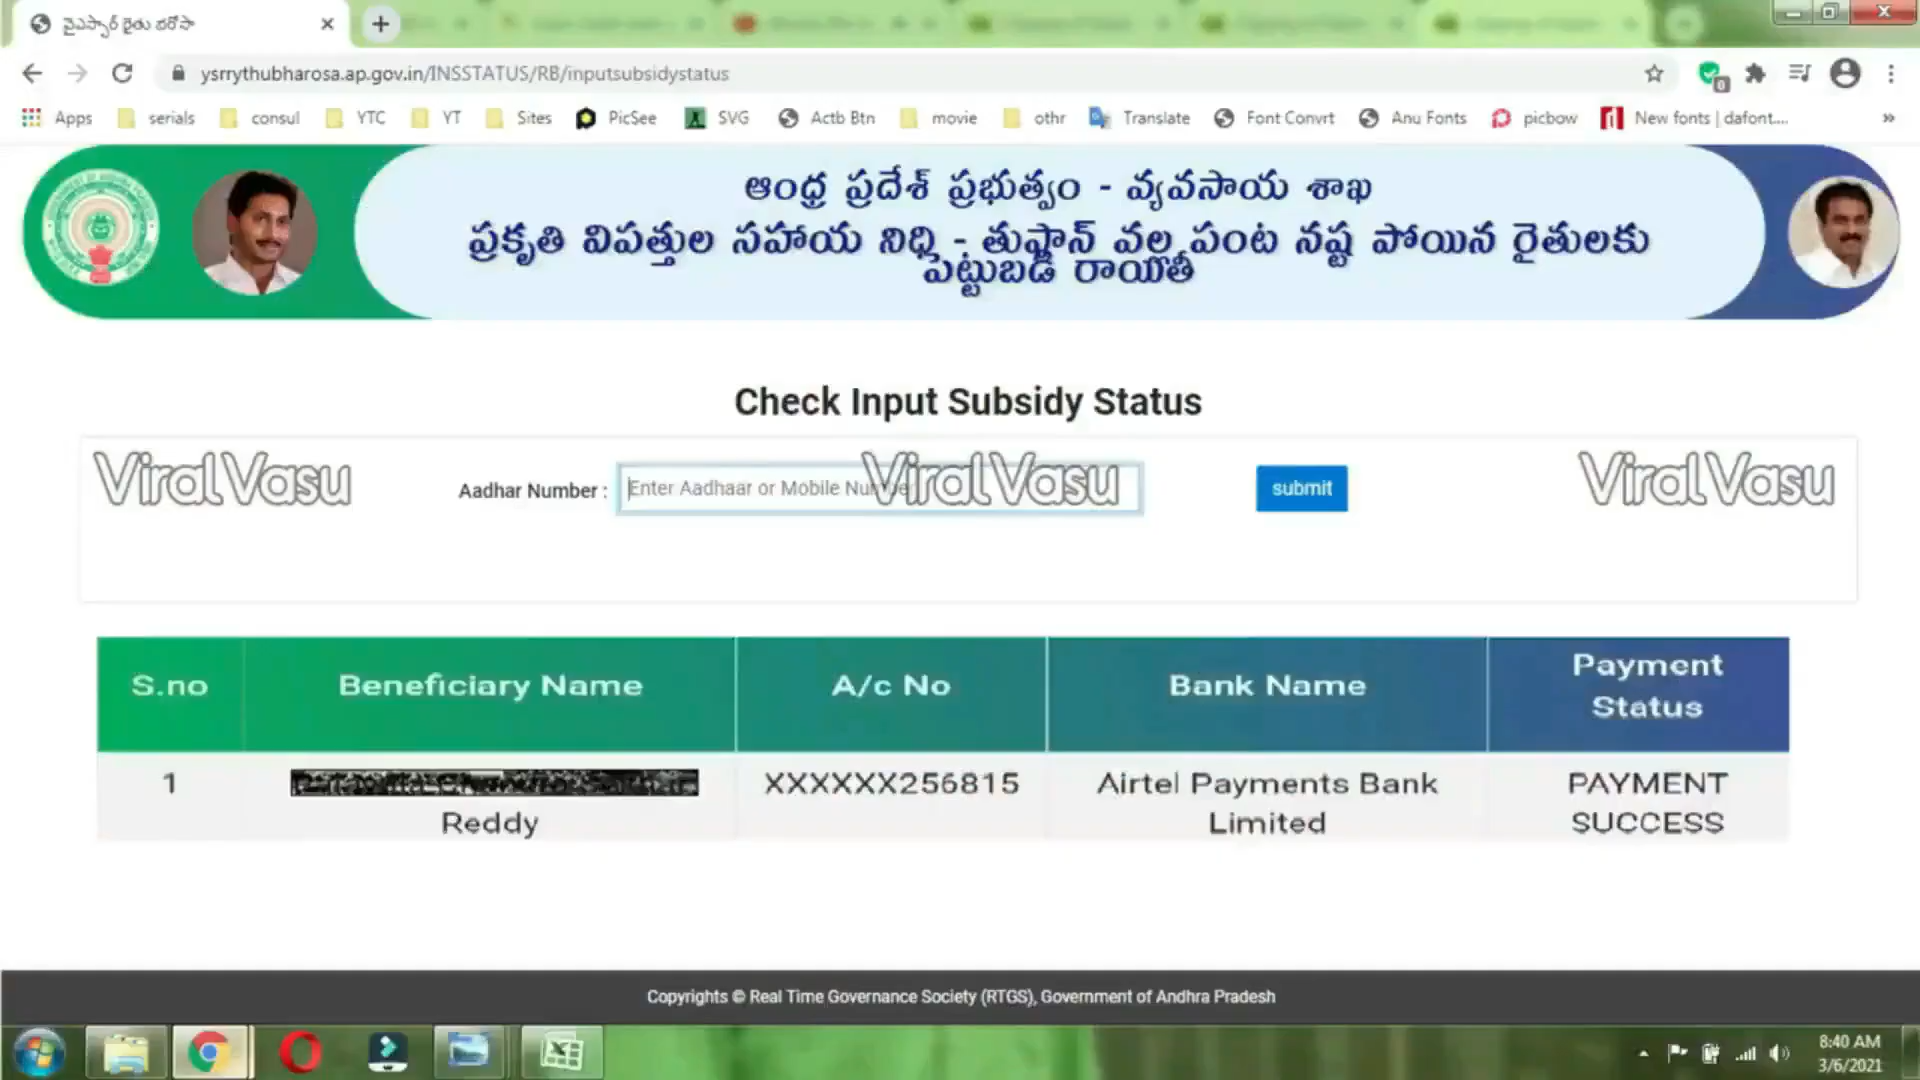 వైఎస్సార్ రైతు భరోసా
ysrrythubharosa.ap.gov.in/INSSTATUS/RB/inputsubsidystatus
Apps serials consul YTC YT Sites PicSee SVG Actb Btn movie othr Translate Font Convrt Anu Fonts picbow New fonts | dafont.... »
ఆంధ్ర ప్రదేశ్ ప్రభుత్వం - వ్యవసాయ శాఖ
ప్రకృతి విపత్తుల సహాయ నిధి - తుఫ్లాన్ వల్ల పంట నష్ట పోయిన రైతులకు
పెట్టుబడి రాయితీ
Check Input Subsidy Status
ViralVasu ViralVasu ViralVasu
Aadhar Number : Enter Aadhaar or Mobile Number submit
S.no Beneficiary Name A/c No Bank Name Payment
Status
1 XXXXXX256815 Airtel Payments Bank PAYMENT
Reddy Limited SUCCESS
Copyrights © Real Time Governance Society (RTGS), Government of Andhra Pradesh
8:40 AM
3/6/2021